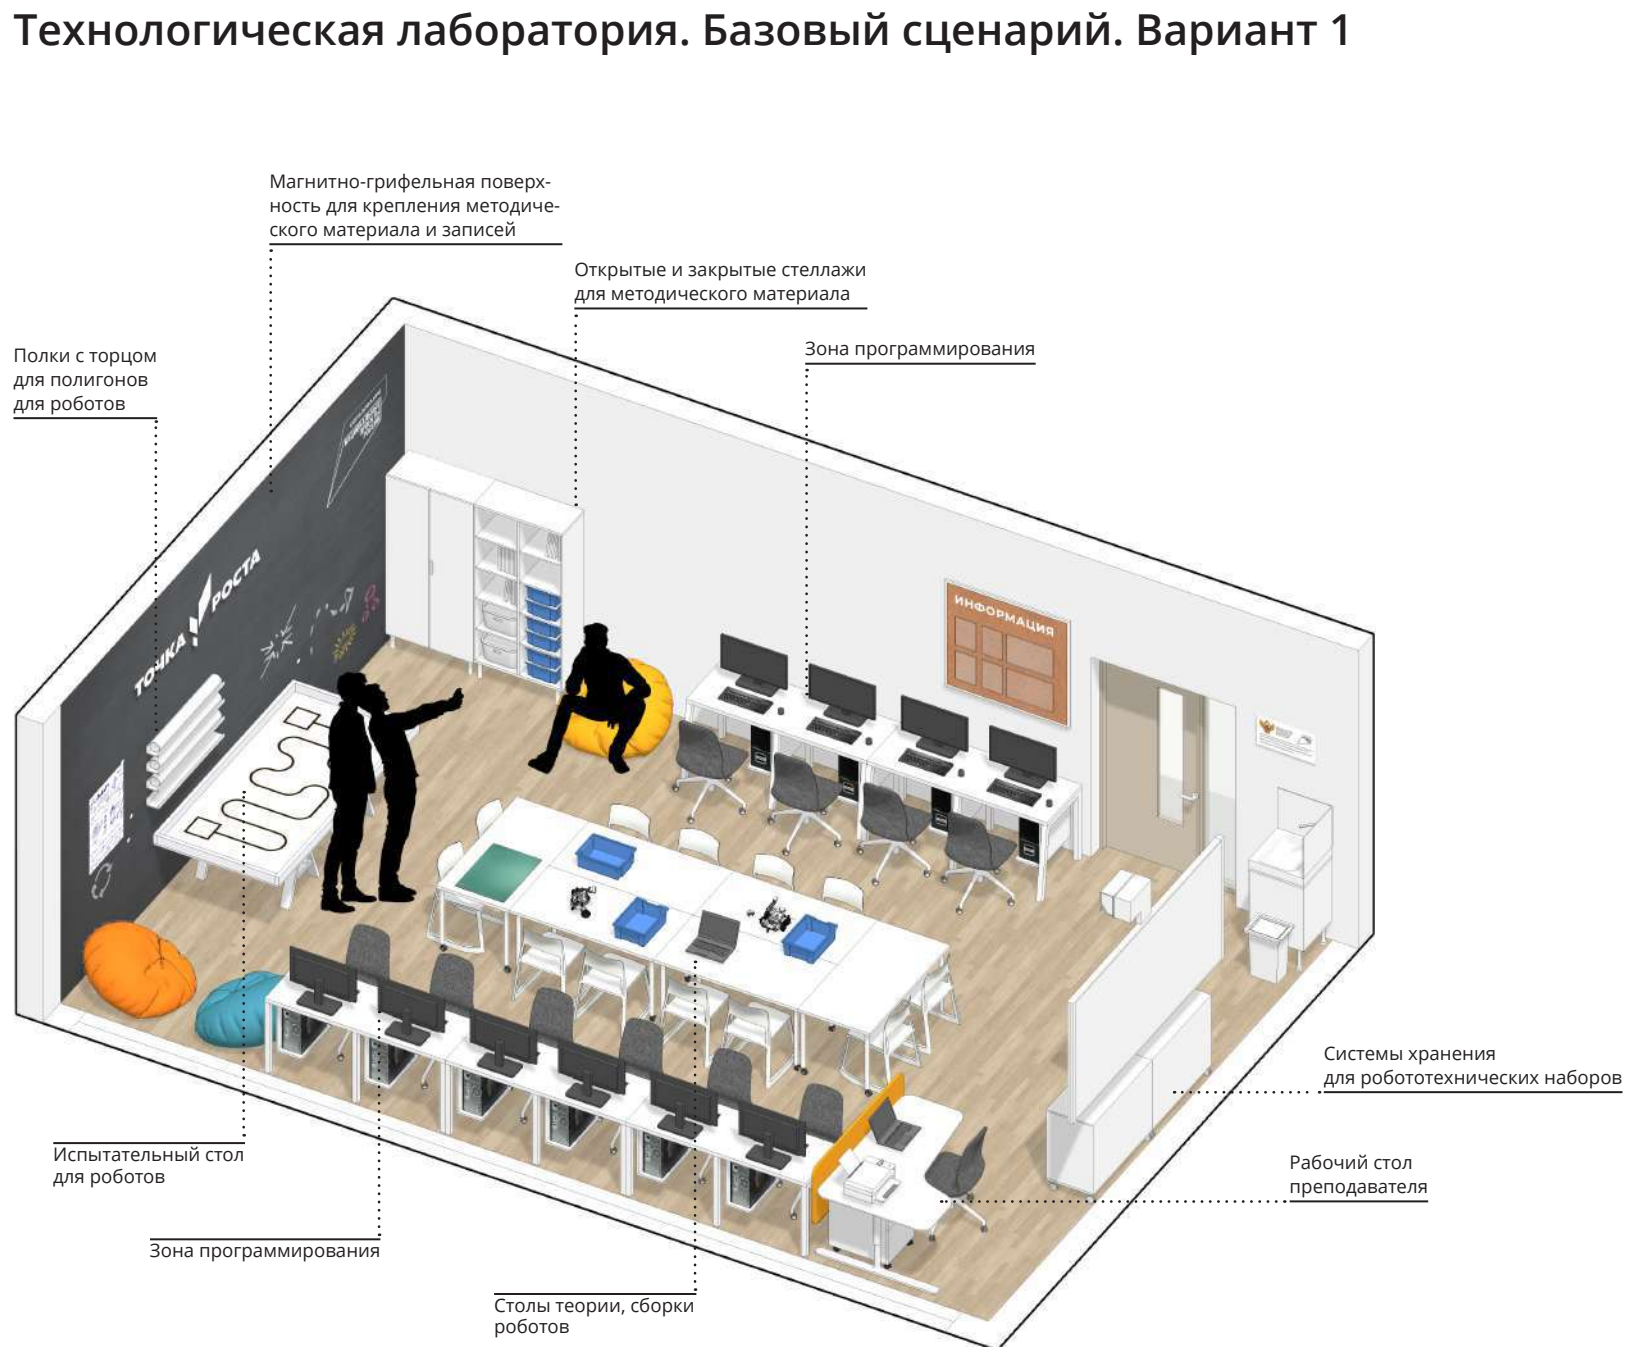 Технологическая лаборатория. Базовый сценарий. Вариант 1
Магнитно-грифельная поверх-
ность для крепления методиче-
ского материала и записей
Открытые и закрытые стеллажи
для методического материала
Зона программирования
Полки с торцом
для полигонов
для роботов
ТОЧКА РОСТА
ИНФОРМАЦИЯ
Системы хранения
для робототехнических наборов
Рабочий стол
преподавателя
Испытательный стол
для роботов
Зона программирования
Столы теории, сборки
роботов